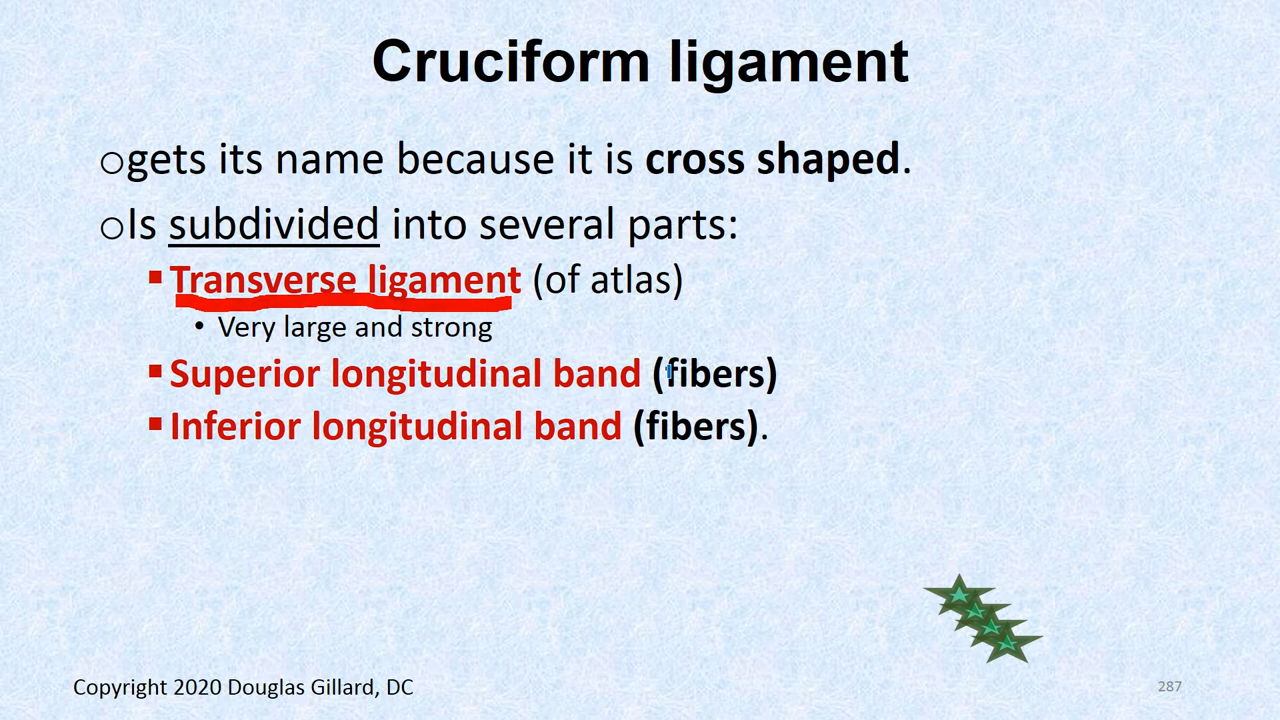 Cruciform ligament
○gets its name because it is cross shaped.
○Is subdivided into several parts:
▪Transverse ligament (of atlas)
• Very large and strong
▪Superior longitudinal band (fibers)
▪Inferior longitudinal band (fibers).
Copyright 2020 Douglas Gillard, DC
287